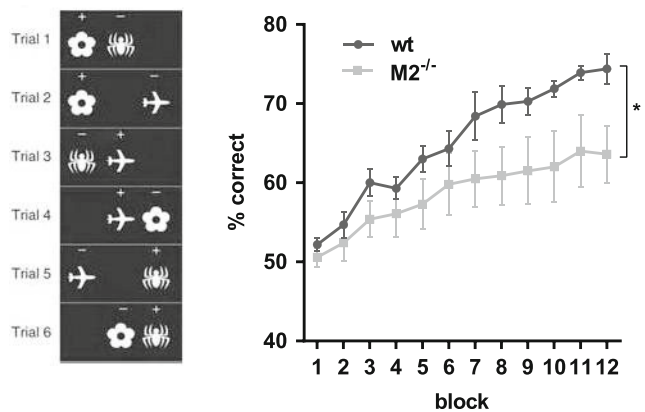 + −
Trial 1
+ −
Trial 2
− +
Trial 3
+ −
Trial 4
− +
Trial 5
− +
Trial 6
80
70
60
50
40
% correct
wt
M2-/-
*
1 2 3 4 5 6 7 8 9 10 11 12
block